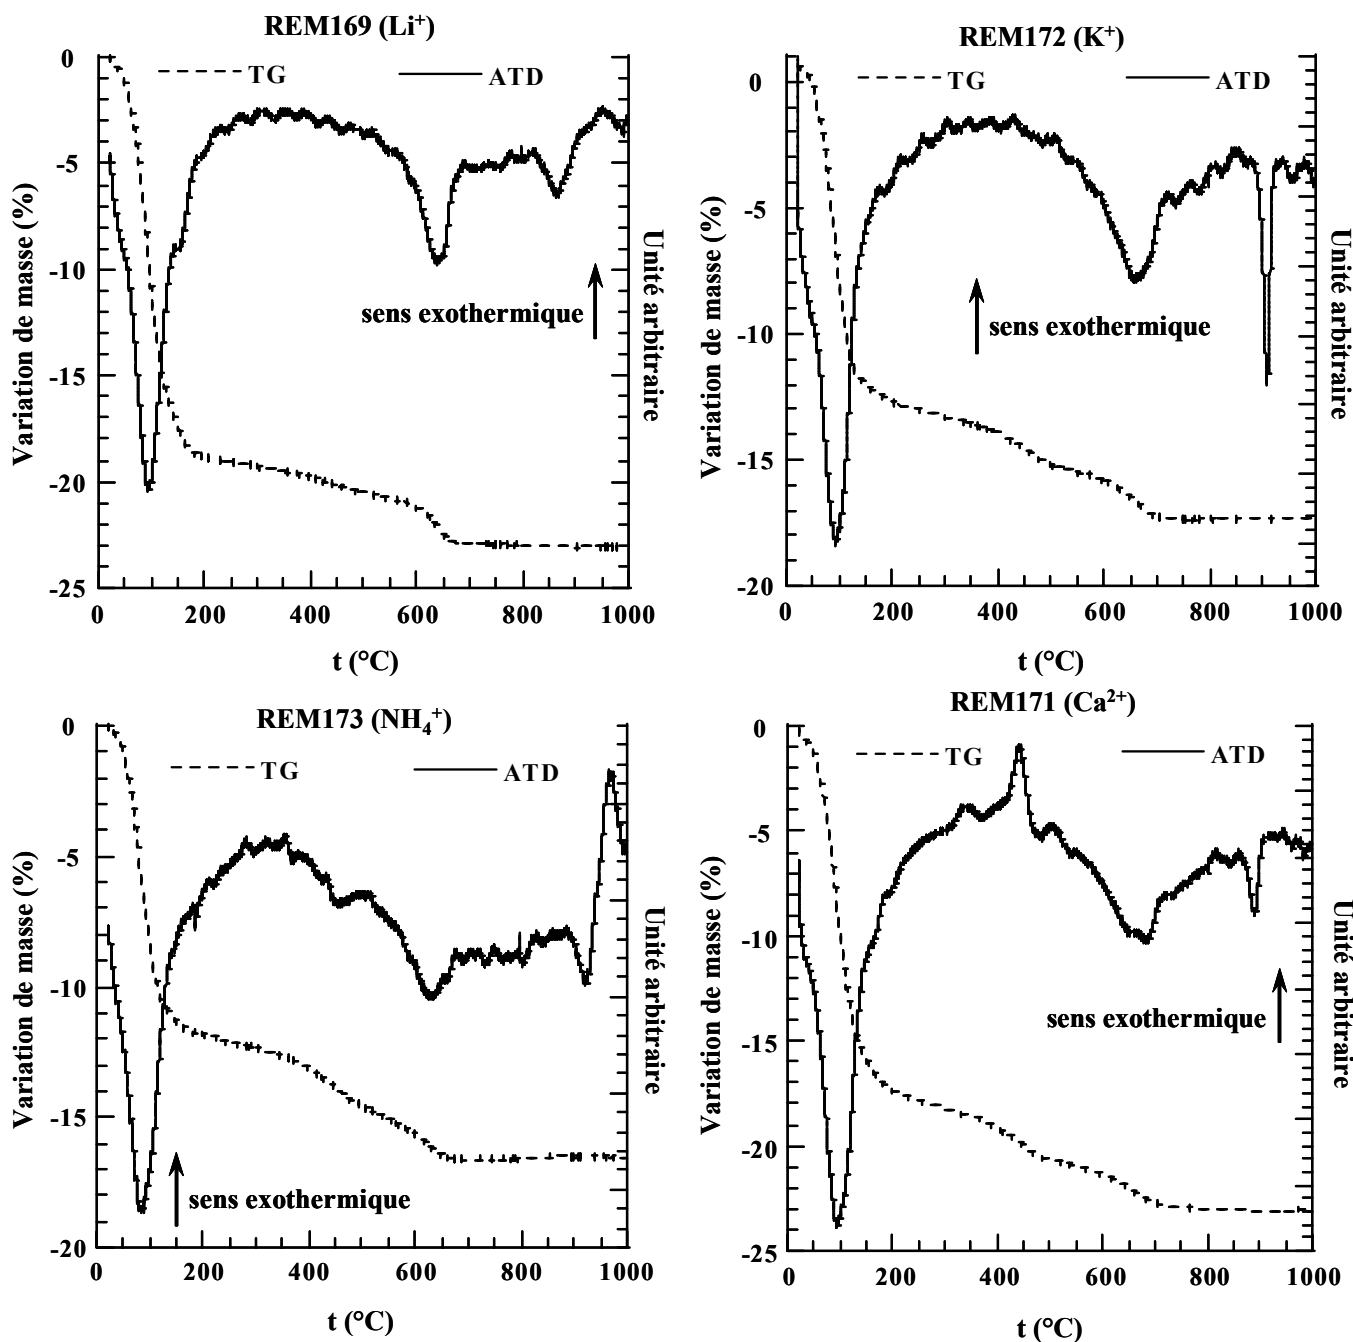 REM169 (Li+)
TG
ATD
0
-5
-10
-15
-20
-25
Variation de masse (%)
Unité arbitraire
sens exothermique
0 200 400 600 800 1000
t (°C)
REM172 (K+)
TG
ATD
0
-5
-10
-15
-20
Variation de masse (%)
Unité arbitraire
sens exothermique
0 200 400 600 800 1000
t (°C)
REM173 (NH4+)
TG
ATD
0
-5
-10
-15
-20
Variation de masse (%)
Unité arbitraire
sens exothermique
0 200 400 600 800 1000
t (°C)
REM171 (Ca2+)
TG
ATD
0
-5
-10
-15
-20
-25
Variation de masse (%)
Unité arbitraire
sens exothermique
0 200 400 600 800 1000
t (°C)